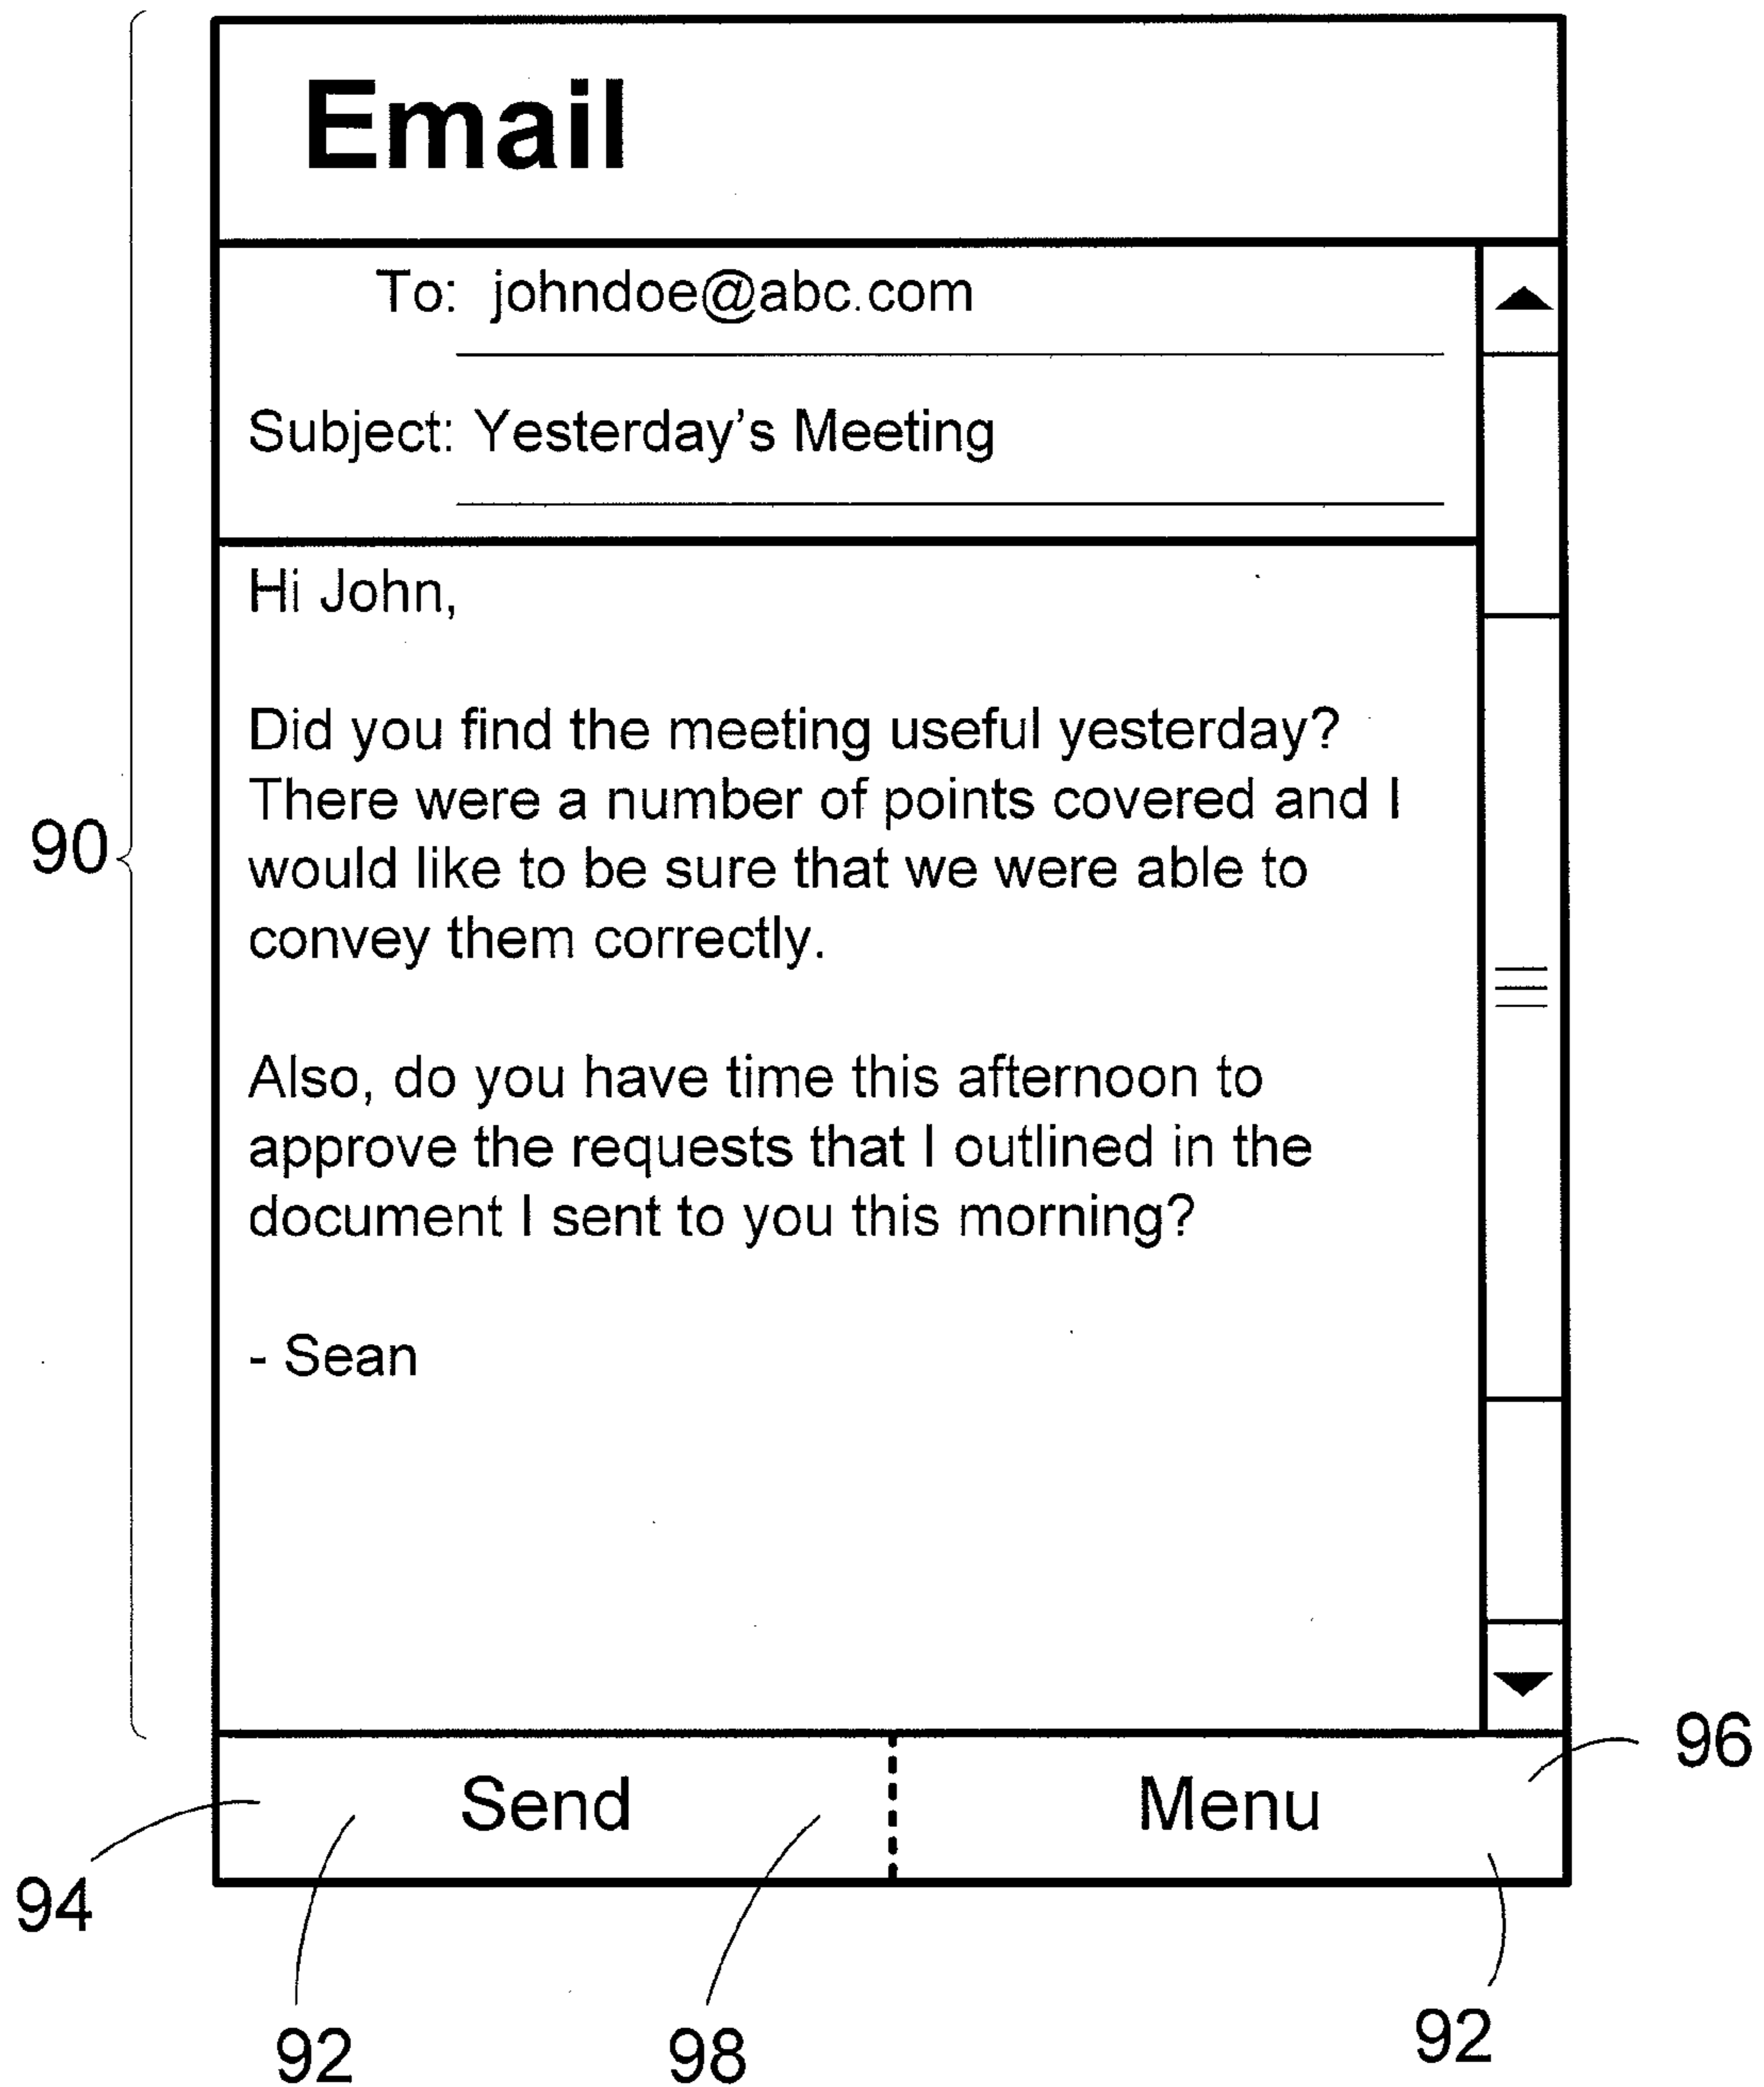 Email
To: johndoe@abc.com
Subject: Yesterday's Meeting
Hi John,
Did you find the meeting useful yesterday?
There were a number of points covered and I
would like to be sure that we were able to
convey them correctly.
Also, do you have time this afternoon to
approve the requests that I outlined in the
document I sent to you this morning?
- Sean
90
Send
Menu
96
94
92
98
92